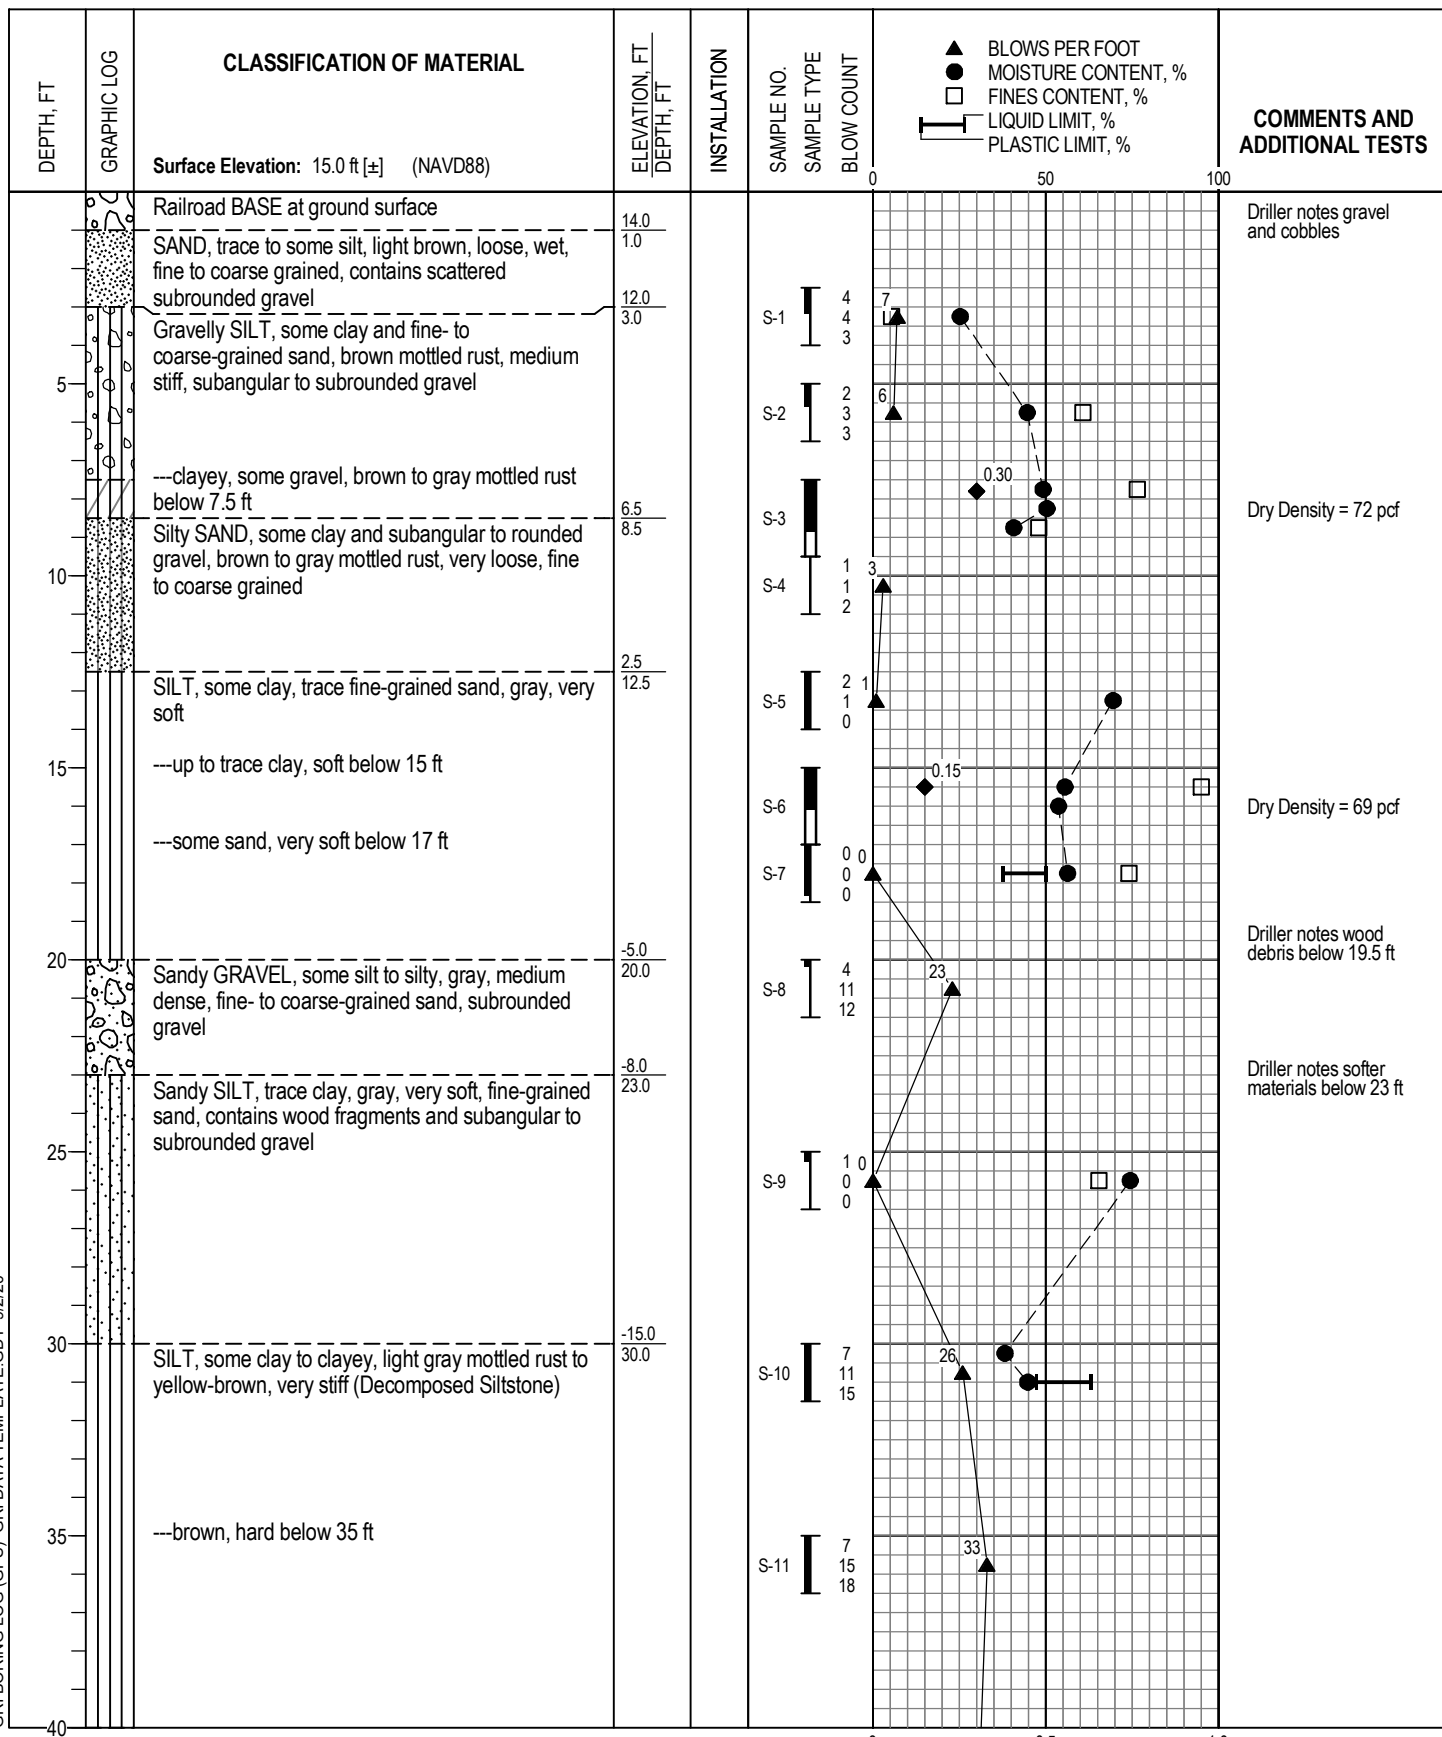 DEPTH, FT
GRAPHIC LOG
CLASSIFICATION OF MATERIAL
Surface Elevation: 15.0 ft [±] (NAVD88)
ELEVATION, FT
DEPTH, FT
INSTALLATION
SAMPLE NO.
SAMPLE TYPE
BLOW COUNT
BLOWS PER FOOT
MOISTURE CONTENT, %
FINES CONTENT, %
LIQUID LIMIT, %
PLASTIC LIMIT, %
0 50 100
COMMENTS AND
ADDITIONAL TESTS
Railroad BASE at ground surface
14.0
1.0
Driller notes gravel
and cobbles
SAND, trace to some silt, light brown, loose, wet,
fine to coarse grained, contains scattered
subrounded gravel
12.0
3.0
S-1
4
4
3
7
Gravelly SILT, some clay and fine- to
coarse-grained sand, brown mottled rust, medium
stiff, subangular to subrounded gravel
5
S-2
2
3
3
6
---clayey, some gravel, brown to gray mottled rust
below 7.5 ft
6.5
8.5
S-3
0.30
Dry Density = 72 pcf
Silty SAND, some clay and subangular to rounded
gravel, brown to gray mottled rust, very loose, fine
to coarse grained
10
S-4
1
1
2
3
2.5
12.5
SILT, some clay, trace fine-grained sand, gray, very
soft
S-5
2
1
0
1
---up to trace clay, soft below 15 ft
15
S-6
0.15
Dry Density = 69 pcf
---some sand, very soft below 17 ft
S-7
0
0
0
0
Driller notes wood
debris below 19.5 ft
20
-5.0
20.0
Sandy GRAVEL, some silt to silty, gray, medium
dense, fine- to coarse-grained sand, subrounded
gravel
S-8
4
11
12
23
-8.0
23.0
Driller notes softer
materials below 23 ft
Sandy SILT, trace clay, gray, very soft, fine-grained
sand, contains wood fragments and subangular to
subrounded gravel
25
S-9
1
0
0
0
30
-15.0
30.0
SILT, some clay to clayey, light gray mottled rust to
yellow-brown, very stiff (Decomposed Siltstone)
S-10
7
11
15
26
35
---brown, hard below 35 ft
S-11
7
15
18
33
40